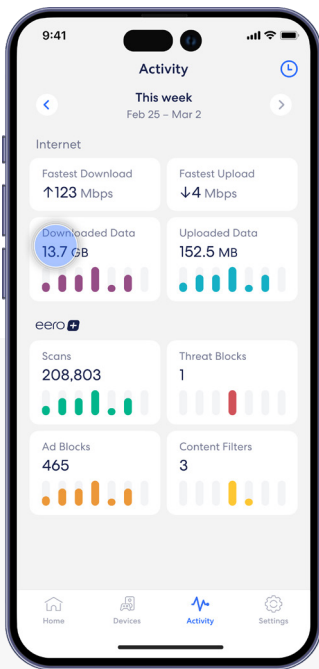 9:41
Activity
This week
Feb 25 – Mar 2
Internet
Fastest Download
↑123 Mbps
Fastest Upload
↓4 Mbps
Downloaded Data
13.7 GB
Uploaded Data
152.5 MB
eero+
Scans
208,803
Threat Blocks
1
Ad Blocks
465
Content Filters
3
Home
Devices
Activity
Settings